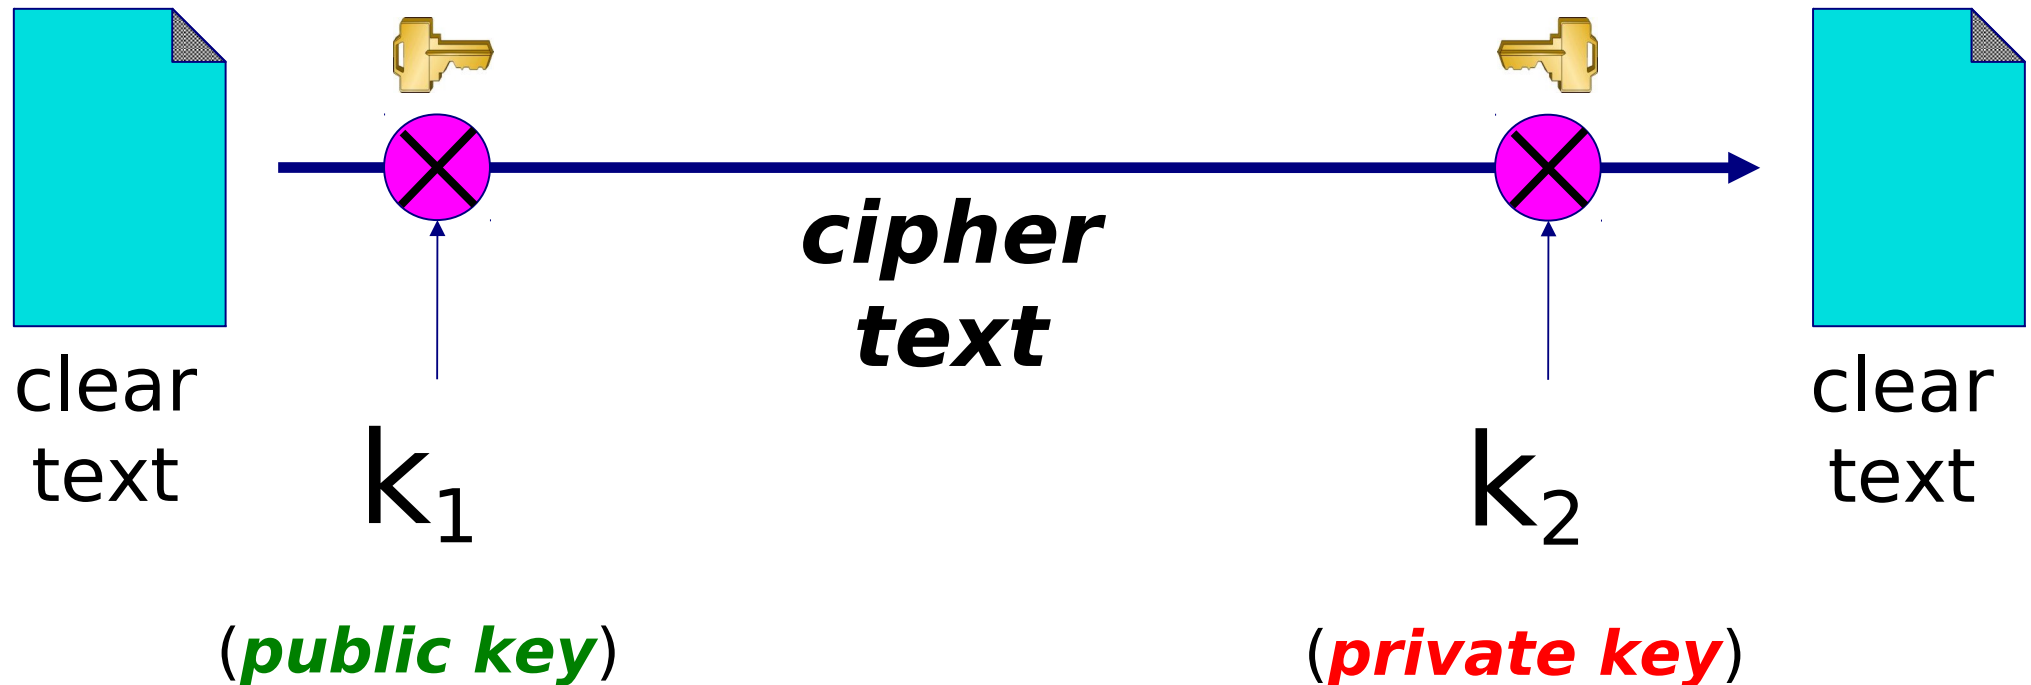 cipher
text
clear
text
clear
text
k₁
k₂
(public key)
(private key)